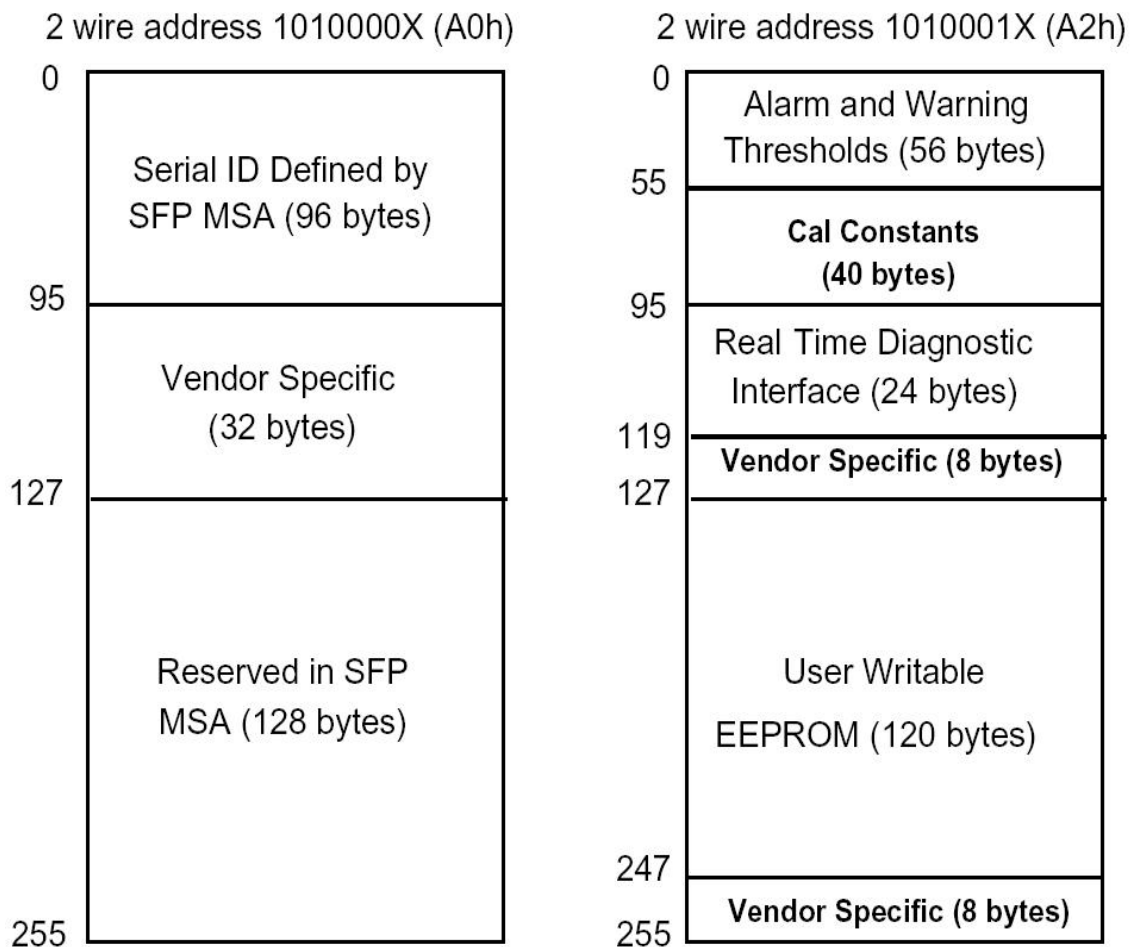 2 wire address 1010000X (A0h)
0
Serial ID Defined by
SFP MSA (96 bytes)
95
Vendor Specific
(32 bytes)
127
Reserved in SFP
MSA (128 bytes)
255
2 wire address 1010001X (A2h)
0
Alarm and Warning
Thresholds (56 bytes)
55
Cal Constants
(40 bytes)
95
Real Time Diagnostic
Interface (24 bytes)
119
Vendor Specific (8 bytes)
127
User Writable
EEPROM (120 bytes)
247
Vendor Specific (8 bytes)
255